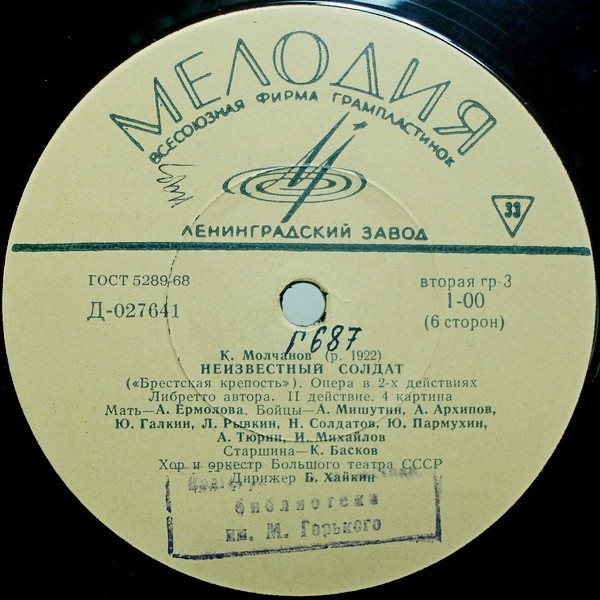 МЕЛОДИЯ
ВСЕСОЮЗНАЯ ФИРМА ГРАМПЛАСТИНОК
ЛЕНИНГРАДСКИЙ ЗАВОД
33
ГОСТ 5289-68
Д-027641
вторая гр·3
1-00
(6 сторон)
Г687
К. Молчанов (р. 1922)
НЕИЗВЕСТНЫЙ СОЛДАТ
(«Брестская крепость»). Опера в 2-х действиях
Либретто автора. II действие. 4 картина
Мать—А. Ермолова. Бойцы—А. Мишутин, А. Архипов,
Ю. Галкин, Л. Рывкин, Н. Солдатов, Ю. Пармухин,
А. Тюрни, И. Михайлов
Старшина—К. Басков
Хор и оркестр Большого театра СССР
Дирижер Б. Хайкин
библиотека
им. М. Горького